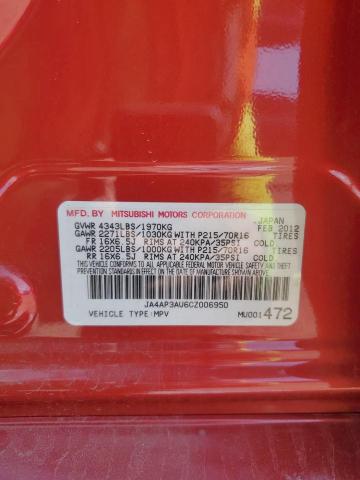 MFD. BY MITSUBISHI MOTORS CORPORATION JAPAN
GVWR 4343LBS/1970KG FEB 2012
GAWR 2271LBS/1030KG WITH P215/70R16 TIRES
FR 16X6.5J RIMS AT 240KPA/35PSI COLD
GAWR 2205LBS/1000KG WITH P215/70R16 TIRES
RR 16X6.5J RIMS AT 240KPA/35PSI COLD
THIS VEHICLE CONFORMS TO ALL APPLICABLE FEDERAL MOTOR VEHICLE SAFETY AND THEFT
PREVENTION STANDARDS IN EFFECT ON THE DATE OF MANUFACTURE SHOWN ABOVE.
JA4AP3AU6CZ006950
VEHICLE TYPE:MPV MU001472